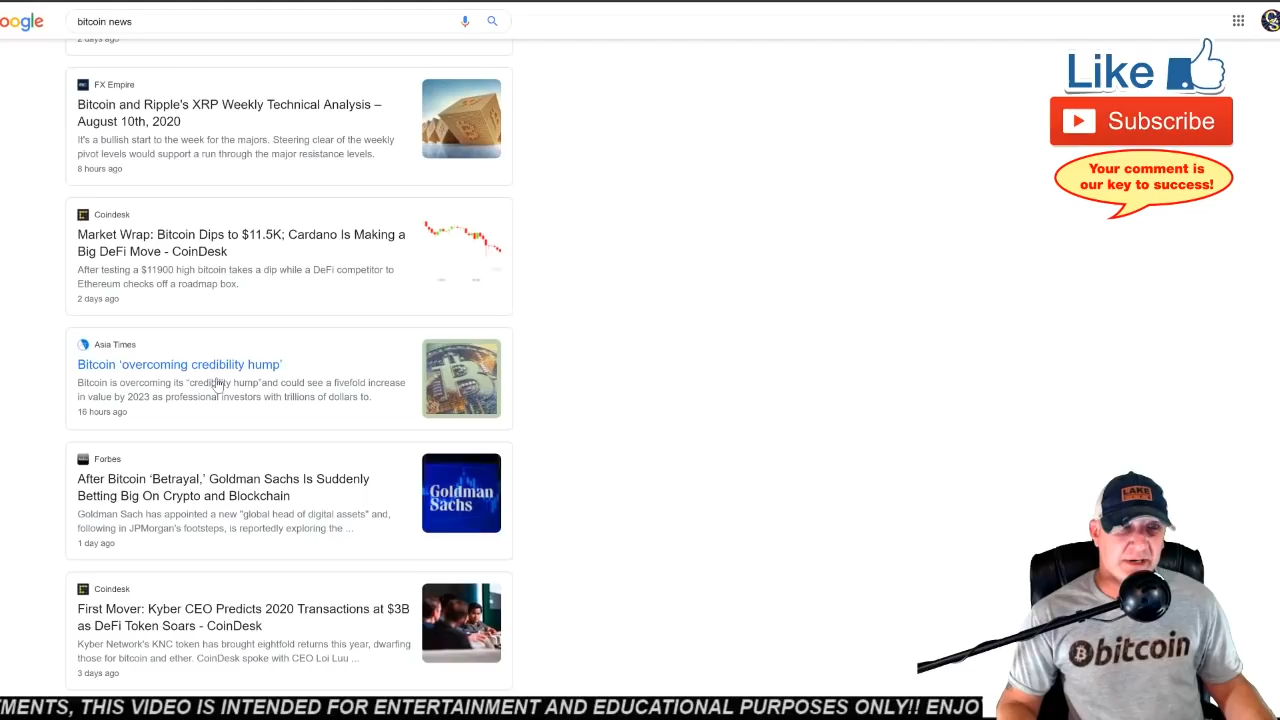 oogle
bitcoin news
2 days ago
FX Empire
Bitcoin and Ripple's XRP Weekly Technical Analysis –
August 10th, 2020
It's a bullish start to the week for the majors. Steering clear of the weekly
pivot levels would support a run through the major resistance levels.
8 hours ago
Coindesk
Market Wrap: Bitcoin Dips to $11.5K; Cardano Is Making a
Big DeFi Move - CoinDesk
After testing a $11900 high bitcoin takes a dip while a DeFi competitor to
Ethereum checks off a roadmap box.
2 days ago
Asia Times
Bitcoin ‘overcoming credibility hump’
Bitcoin is overcoming its “credibility hump”and could see a fivefold increase
in value by 2023 as professional investors with trillions of dollars to.
16 hours ago
Forbes
After Bitcoin ‘Betrayal,’ Goldman Sachs Is Suddenly
Betting Big On Crypto and Blockchain
Goldman Sach has appointed a new "global head of digital assets" and,
following in JPMorgan's footsteps, is reportedly exploring the ...
1 day ago
Goldman
Sachs
Coindesk
First Mover: Kyber CEO Predicts 2020 Transactions at $3B
as DeFi Token Soars - CoinDesk
Kyber Network's KNC token has brought eightfold returns this year, dwarfing
those for bitcoin and ether. CoinDesk spoke with CEO Loi Luu ...
3 days ago
Like
Subscribe
Your comment is
our key to success!
LAKE
bitcoin
MENTS, THIS VIDEO IS INTENDED FOR ENTERTAINMENT AND EDUCATIONAL PURPOSES ONLY!! ENJO